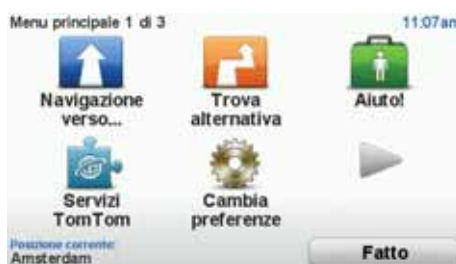 Menu principale 1 di 3
11:07am
Navigazione
verso...
Trova
alternativa
Aiuto!
Servizi
TomTom
Cambia
preferenze
Posizione corrente:
Amsterdam
Fatto